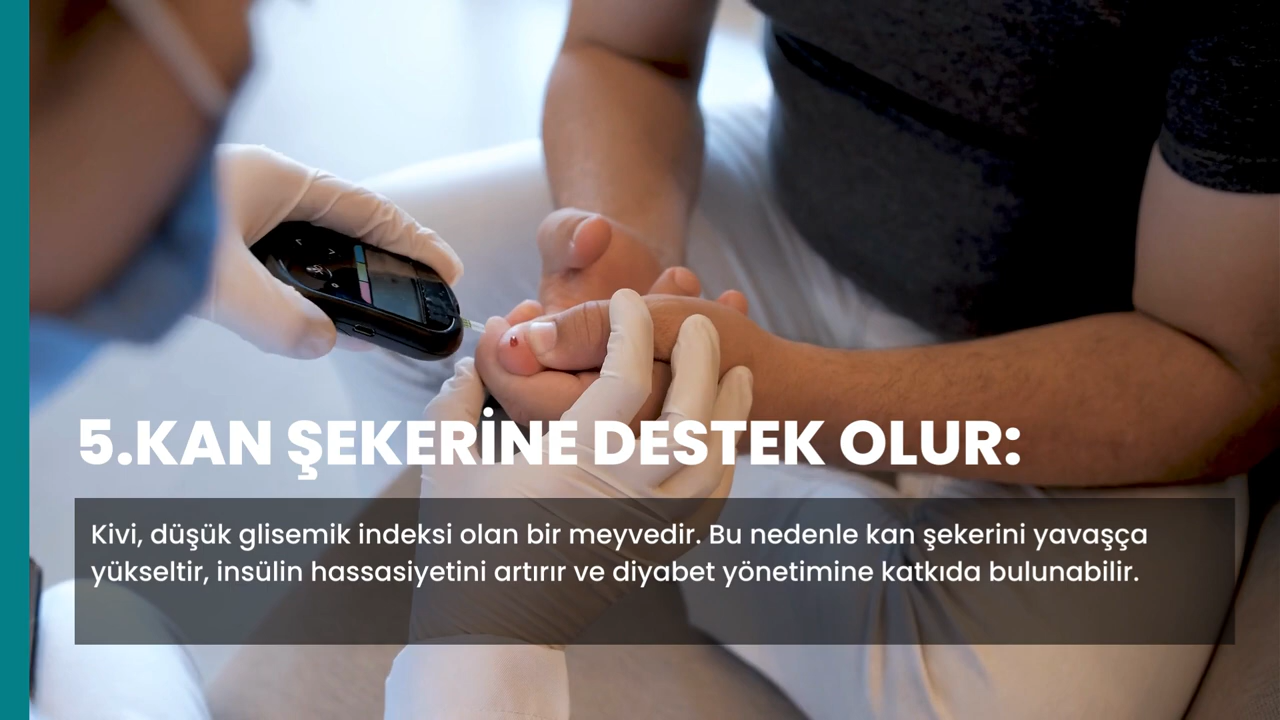 5.KAN ŞEKERİNE DESTEK OLUR:
Kivi, düşük glisemik indeksi olan bir meyvedir. Bu nedenle kan şekerini yavaşça
yükseltir, insülin hassasiyetini artırır ve diyabet yönetimine katkıda bulunabilir.